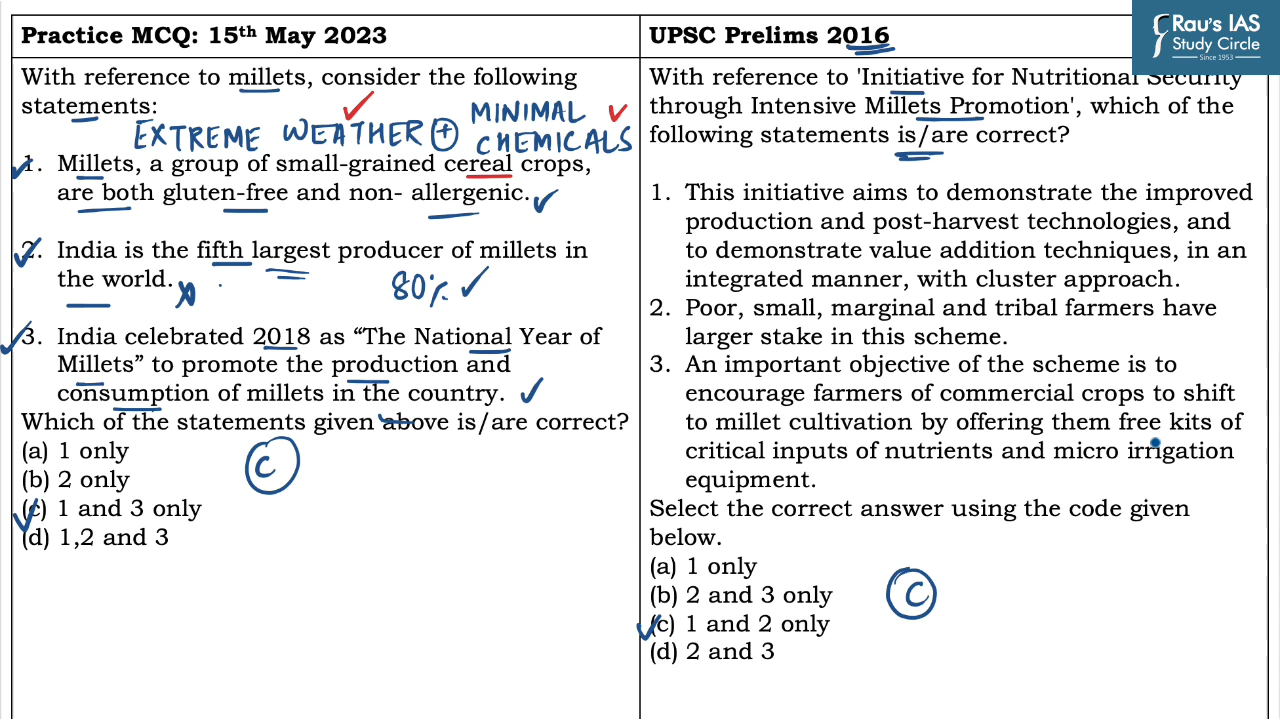 Practice MCQ: 15th May 2023
With reference to millets, consider the following
statements:
EXTREME WEATHER + MINIMAL
CHEMICALS
1. Millets, a group of small-grained cereal crops,
are both gluten-free and non- allergenic.
2. India is the fifth largest producer of millets in
the world.
80%
3. India celebrated 2018 as “The National Year of
Millets” to promote the production and
consumption of millets in the country.
Which of the statements given above is/are correct?
(a) 1 only
(b) 2 only
(c) 1 and 3 only
(d) 1,2 and 3
C
UPSC Prelims 2016
With reference to 'Initiative for Nutritional Security
through Intensive Millets Promotion', which of the
following statements is/are correct?
1. This initiative aims to demonstrate the improved
production and post-harvest technologies, and
to demonstrate value addition techniques, in an
integrated manner, with cluster approach.
2. Poor, small, marginal and tribal farmers have
larger stake in this scheme.
3. An important objective of the scheme is to
encourage farmers of commercial crops to shift
to millet cultivation by offering them free kits of
critical inputs of nutrients and micro irrigation
equipment.
Select the correct answer using the code given
below.
(a) 1 only
(b) 2 and 3 only
(c) 1 and 2 only
(d) 2 and 3
C
Rau's IAS
Study Circle
Since 1953